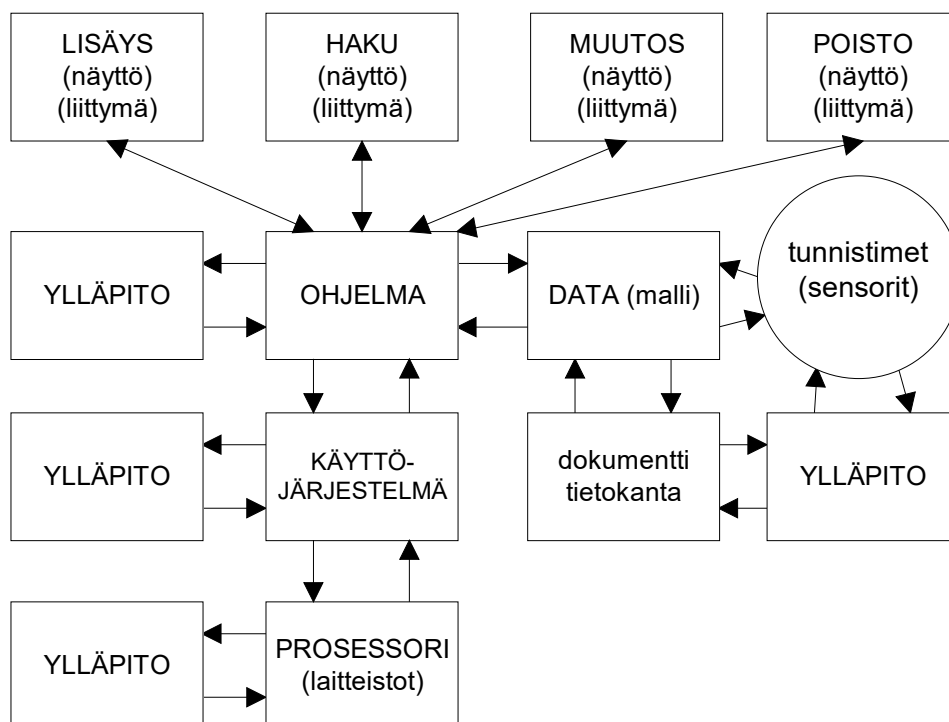 LISÄYS
(näyttö)
(liittymä)
HAKU
(näyttö)
(liittymä)
MUUTOS
(näyttö)
(liittymä)
POISTO
(näyttö)
(liittymä)
YLLÄPITO
OHJELMA
DATA (malli)
tunnistimet
(sensorit)
YLLÄPITO
KÄYTTÖ-
JÄRJESTELMÄ
dokumentti
tietokanta
YLLÄPITO
YLLÄPITO
PROSESSORI
(laitteistot)